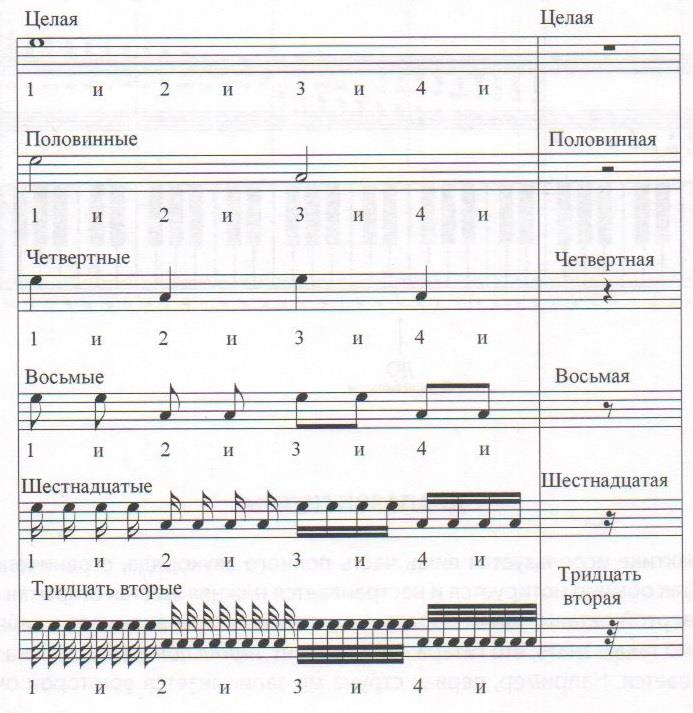 Целая Целая
1 и 2 и 3 и 4 и
Половинные Половинная
1 и 2 и 3 и 4 и
Четвертные Четвертная
1 и 2 и 3 и 4 и
Восьмые Восьмая
1 и 2 и 3 и 4 и
Шестнадцатые Шестнадцатая
1 и 2 и 3 и 4 и
Тридцать вторые Тридцать
вторая
1 и 2 и 3 и 4 и